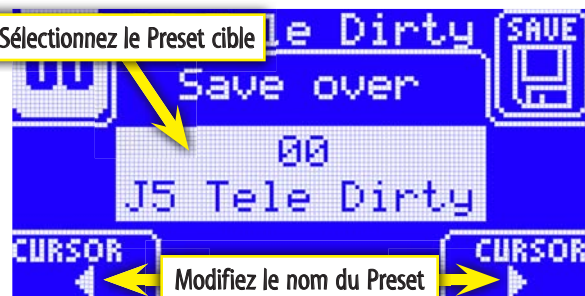 Sélectionnez le Preset cible
le Dirty
SAVE
00
Save over
00
J5 Tele Dirty
CURSOR
CURSOR
Modifiez le nom du Preset